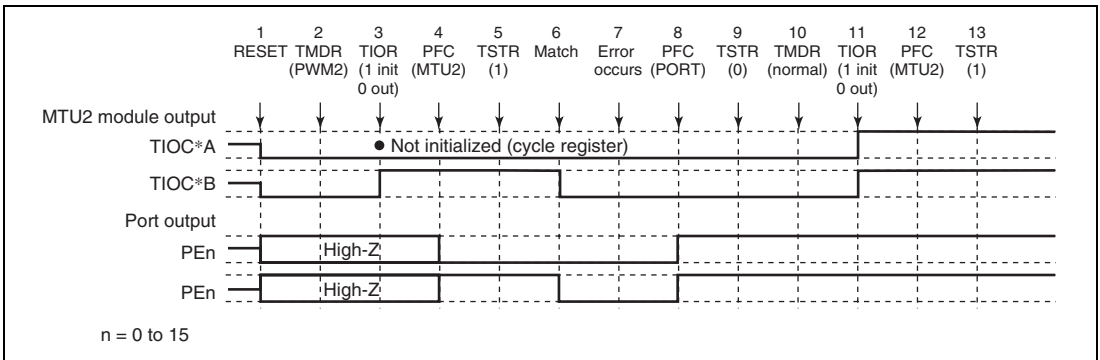 1 2 3 4 5 6 7 8 9 10 11 12 13
RESET TMDR TIOR PFC TSTR Match Error PFC TSTR TMDR TIOR PFC TSTR
(PWM2) (1 init (MTU2) (1) occurs (PORT) (0) (normal) (1 init (MTU2) (1)
0 out) 0 out)
MTU2 module output
TIOC*A ● Not initialized (cycle register)
TIOC*B
Port output
PEn High-Z
PEn High-Z
n = 0 to 15